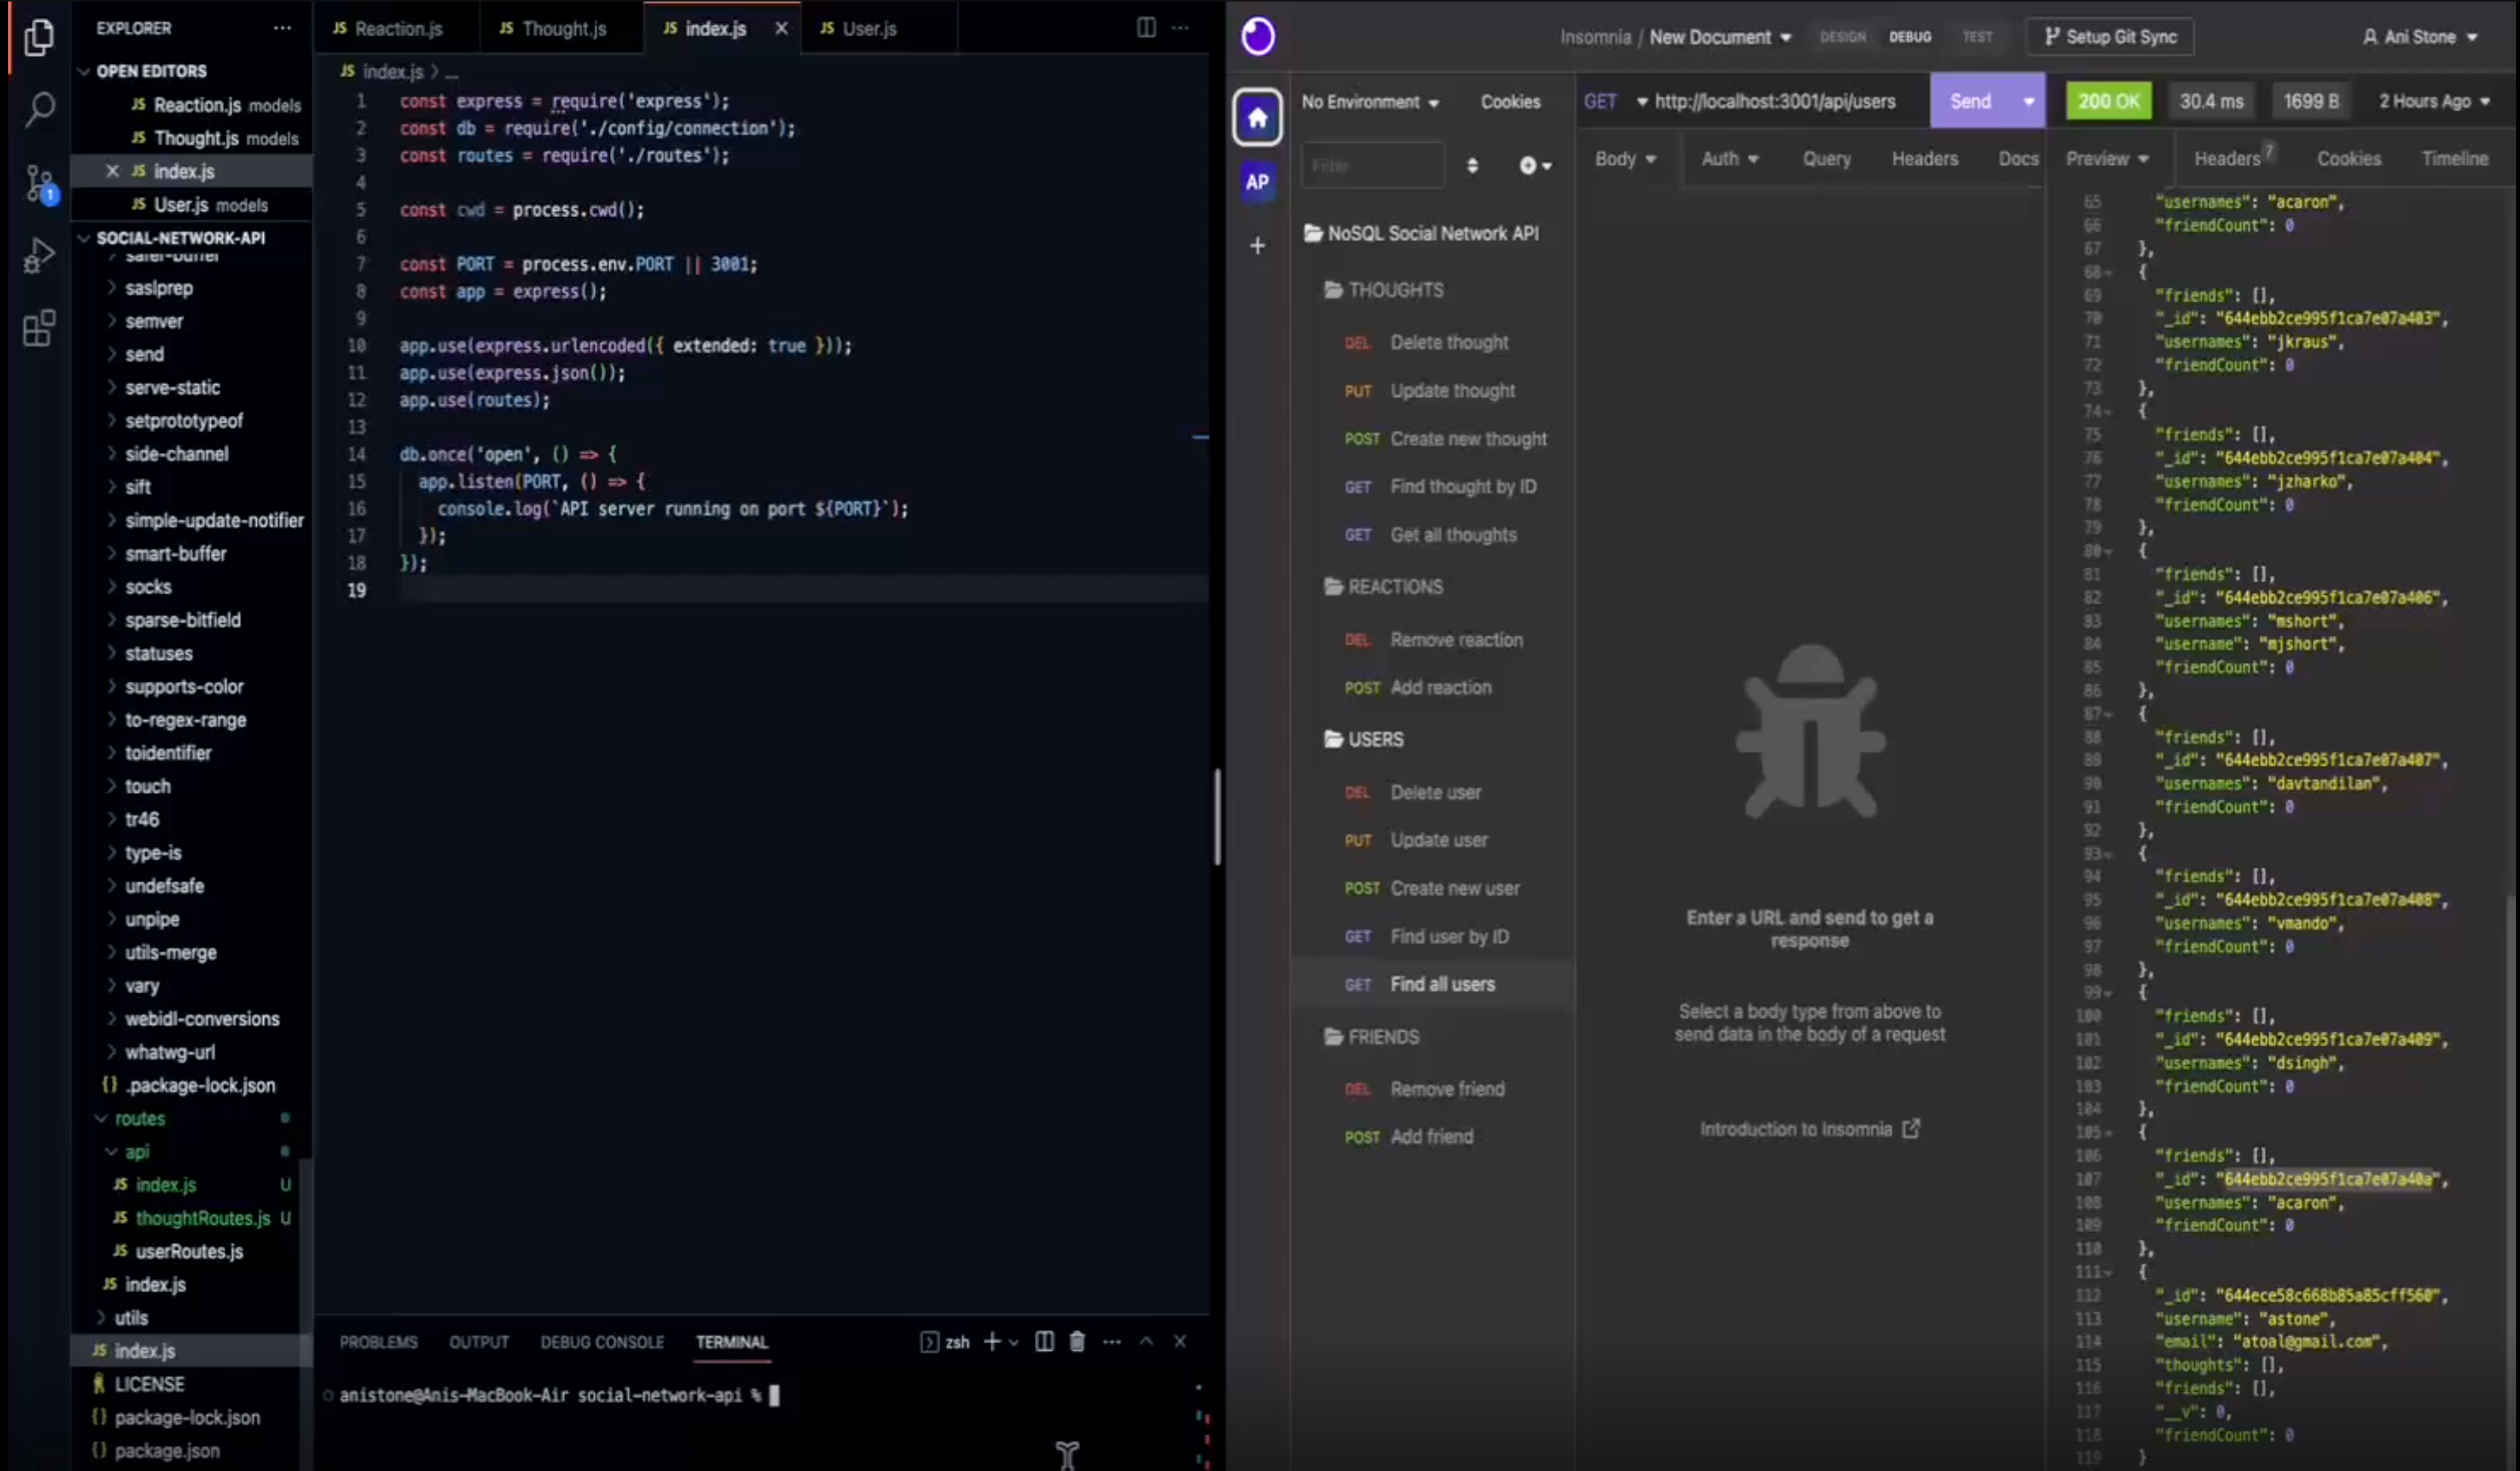 EXPLORER
OPEN EDITORS
JS Reaction.js models
JS Thought.js models
JS index.js
JS User.js models
SOCIAL-NETWORK-API
safer-buffer
saslprep
semver
send
serve-static
setprototypeof
side-channel
sift
simple-update-notifier
smart-buffer
socks
sparse-bitfield
statuses
supports-color
to-regex-range
toidentifier
touch
tr46
type-is
undefsafe
unpipe
utils-merge
vary
webidl-conversions
whatwg-url
{} .package-lock.json
routes
api
JS index.js U
JS thoughtRoutes.js U
JS userRoutes.js
JS index.js
utils
JS index.js
LICENSE
{} package-lock.json
{} package.json
1
JS Reaction.js JS Thought.js JS index.js JS User.js
JS index.js > ...
1 const express = require('express');
2 const db = require('./config/connection');
3 const routes = require('./routes');
4
5 const cwd = process.cwd();
6
7 const PORT = process.env.PORT || 3001;
8 const app = express();
9
10 app.use(express.urlencoded({ extended: true }));
11 app.use(express.json());
12 app.use(routes);
13
14 db.once('open', () => {
15 app.listen(PORT, () => {
16 console.log(`API server running on port ${PORT}`);
17 });
18 });
19
PROBLEMS OUTPUT DEBUG CONSOLE TERMINAL zsh
anistone@Anis-MacBook-Air social-network-api %
Insomnia / New Document DESIGN DEBUG TEST Setup Git Sync Ani Stone
AP
No Environment Cookies
Filter
NoSQL Social Network API
THOUGHTS
DEL Delete thought
PUT Update thought
POST Create new thought
GET Find thought by ID
GET Get all thoughts
REACTIONS
DEL Remove reaction
POST Add reaction
USERS
DEL Delete user
PUT Update user
POST Create new user
GET Find user by ID
GET Find all users
FRIENDS
DEL Remove friend
POST Add friend
GET http://localhost:3001/api/users Send
Body Auth Query Headers Docs
Enter a URL and send to get a
response
Select a body type from above to
send data in the body of a request
Introduction to Insomnia
200 OK 30.4 ms 1699 B 2 Hours Ago
Preview Headers 7 Cookies Timeline
65 "usernames": "acaron",
66 "friendCount": 0
67 },
68 {
69 "friends": [],
70 "_id": "644ebb2ce995f1ca7e07a403",
71 "usernames": "jkraus",
72 "friendCount": 0
73 },
74 {
75 "friends": [],
76 "_id": "644ebb2ce995f1ca7e07a404",
77 "usernames": "jzharko",
78 "friendCount": 0
79 },
80 {
81 "friends": [],
82 "_id": "644ebb2ce995f1ca7e07a406",
83 "usernames": "mshort",
84 "username": "mjshort",
85 "friendCount": 0
86 },
87 {
88 "friends": [],
89 "_id": "644ebb2ce995f1ca7e07a407",
90 "usernames": "davtandilan",
91 "friendCount": 0
92 },
93 {
94 "friends": [],
95 "_id": "644ebb2ce995f1ca7e07a408",
96 "usernames": "vmando",
97 "friendCount": 0
98 },
99 {
100 "friends": [],
101 "_id": "644ebb2ce995f1ca7e07a409",
102 "usernames": "dsingh",
103 "friendCount": 0
104 },
105 {
106 "friends": [],
107 "_id": "644ebb2ce995f1ca7e07a40a",
108 "usernames": "acaron",
109 "friendCount": 0
110 },
111 {
112 "_id": "644ece58c668b85a85cff560",
113 "username": "astone",
114 "email": "atoal@gmail.com",
115 "thoughts": [],
116 "friends": [],
117 "__v": 0,
118 "friendCount": 0
119 }